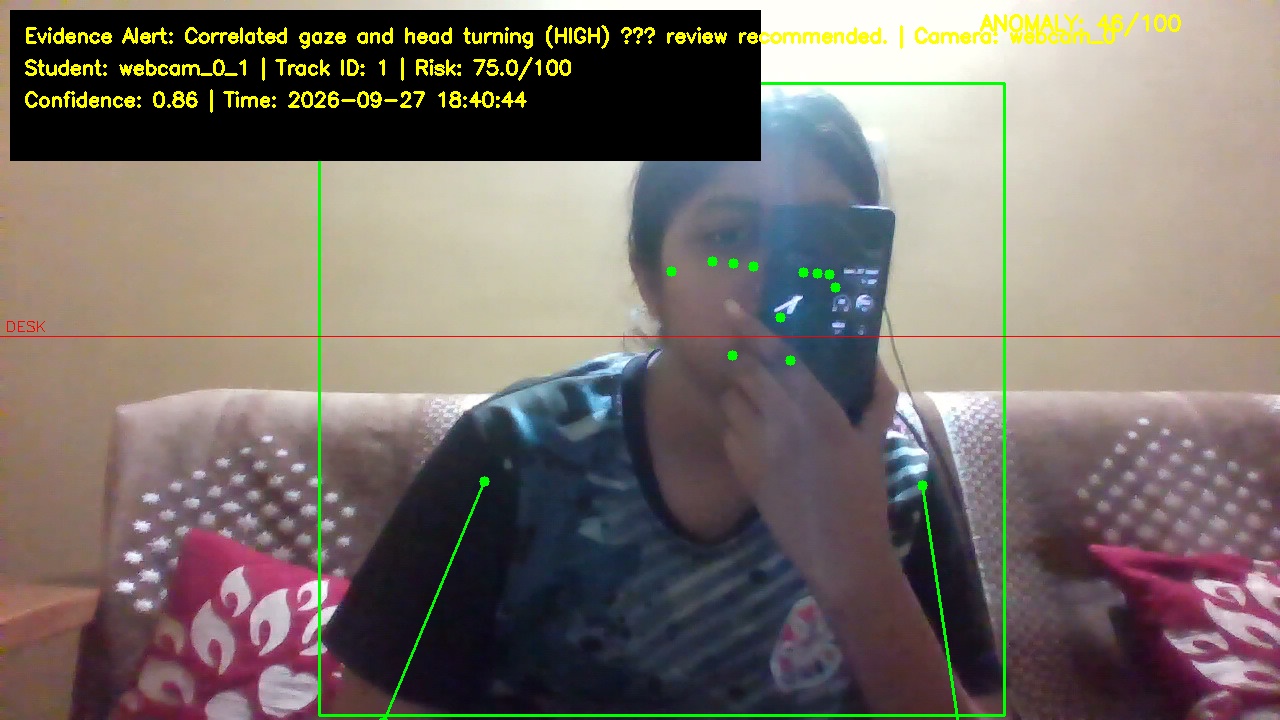 Evidence Alert: Correlated gaze and head turning (HIGH) ??? review recommended. | Camera: webcam_0
ANOMALY: 46/100
Student: webcam_0_1 | Track ID: 1 | Risk: 75.0/100
Confidence: 0.86 | Time: 2026-09-27 18:40:44
DESK